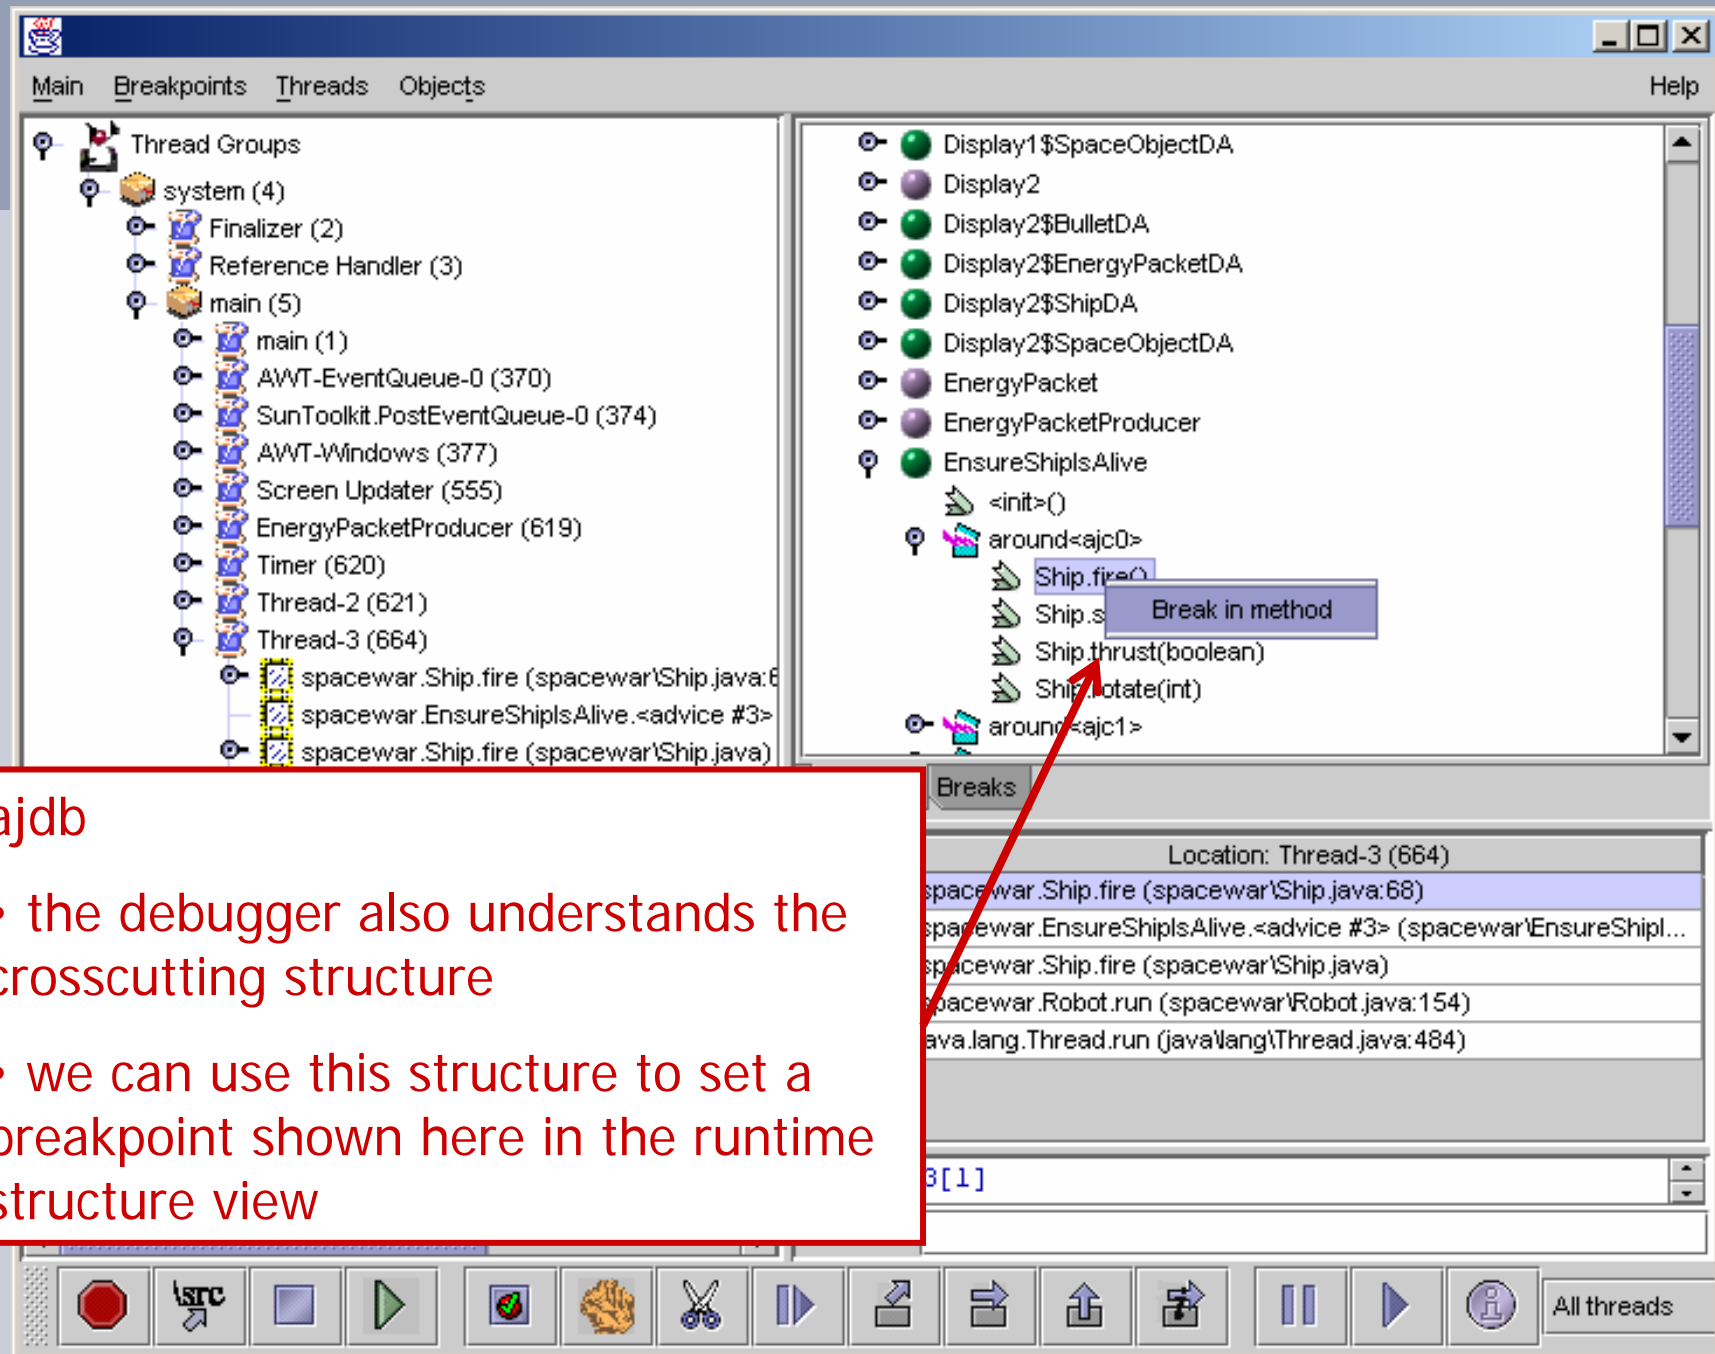 Main Breakpoints Threads Objects Help
Thread Groups
system (4)
Finalizer (2)
Reference Handler (3)
main (5)
main (1)
AWT-EventQueue-0 (370)
SunToolkit.PostEventQueue-0 (374)
AWT-Windows (377)
Screen Updater (555)
EnergyPacketProducer (619)
Timer (620)
Thread-2 (621)
Thread-3 (664)
spacewar.Ship.fire (spacewar\Ship.java:6
spacewar.EnsureShipIsAlive.<advice #3>
spacewar.Ship.fire (spacewar\Ship.java)
Display1$SpaceObjectDA
Display2
Display2$BulletDA
Display2$EnergyPacketDA
Display2$ShipDA
Display2$SpaceObjectDA
EnergyPacket
EnergyPacketProducer
EnsureShipIsAlive
<init>()
around<ajc0>
Ship.fire()
Break in method
Ship.s
Ship.thrust(boolean)
Ship.rotate(int)
around<ajc1>
Breaks
ajdb
• the debugger also understands the
crosscutting structure
• we can use this structure to set a
breakpoint shown here in the runtime
structure view
Location: Thread-3 (664)
spacewar.Ship.fire (spacewar\Ship.java:68)
spacewar.EnsureShipIsAlive.<advice #3> (spacewar\EnsureShipI...
spacewar.Ship.fire (spacewar\Ship.java)
spacewar.Robot.run (spacewar\Robot.java:154)
java.lang.Thread.run (java\lang\Thread.java:484)
3[1]
\src
All threads